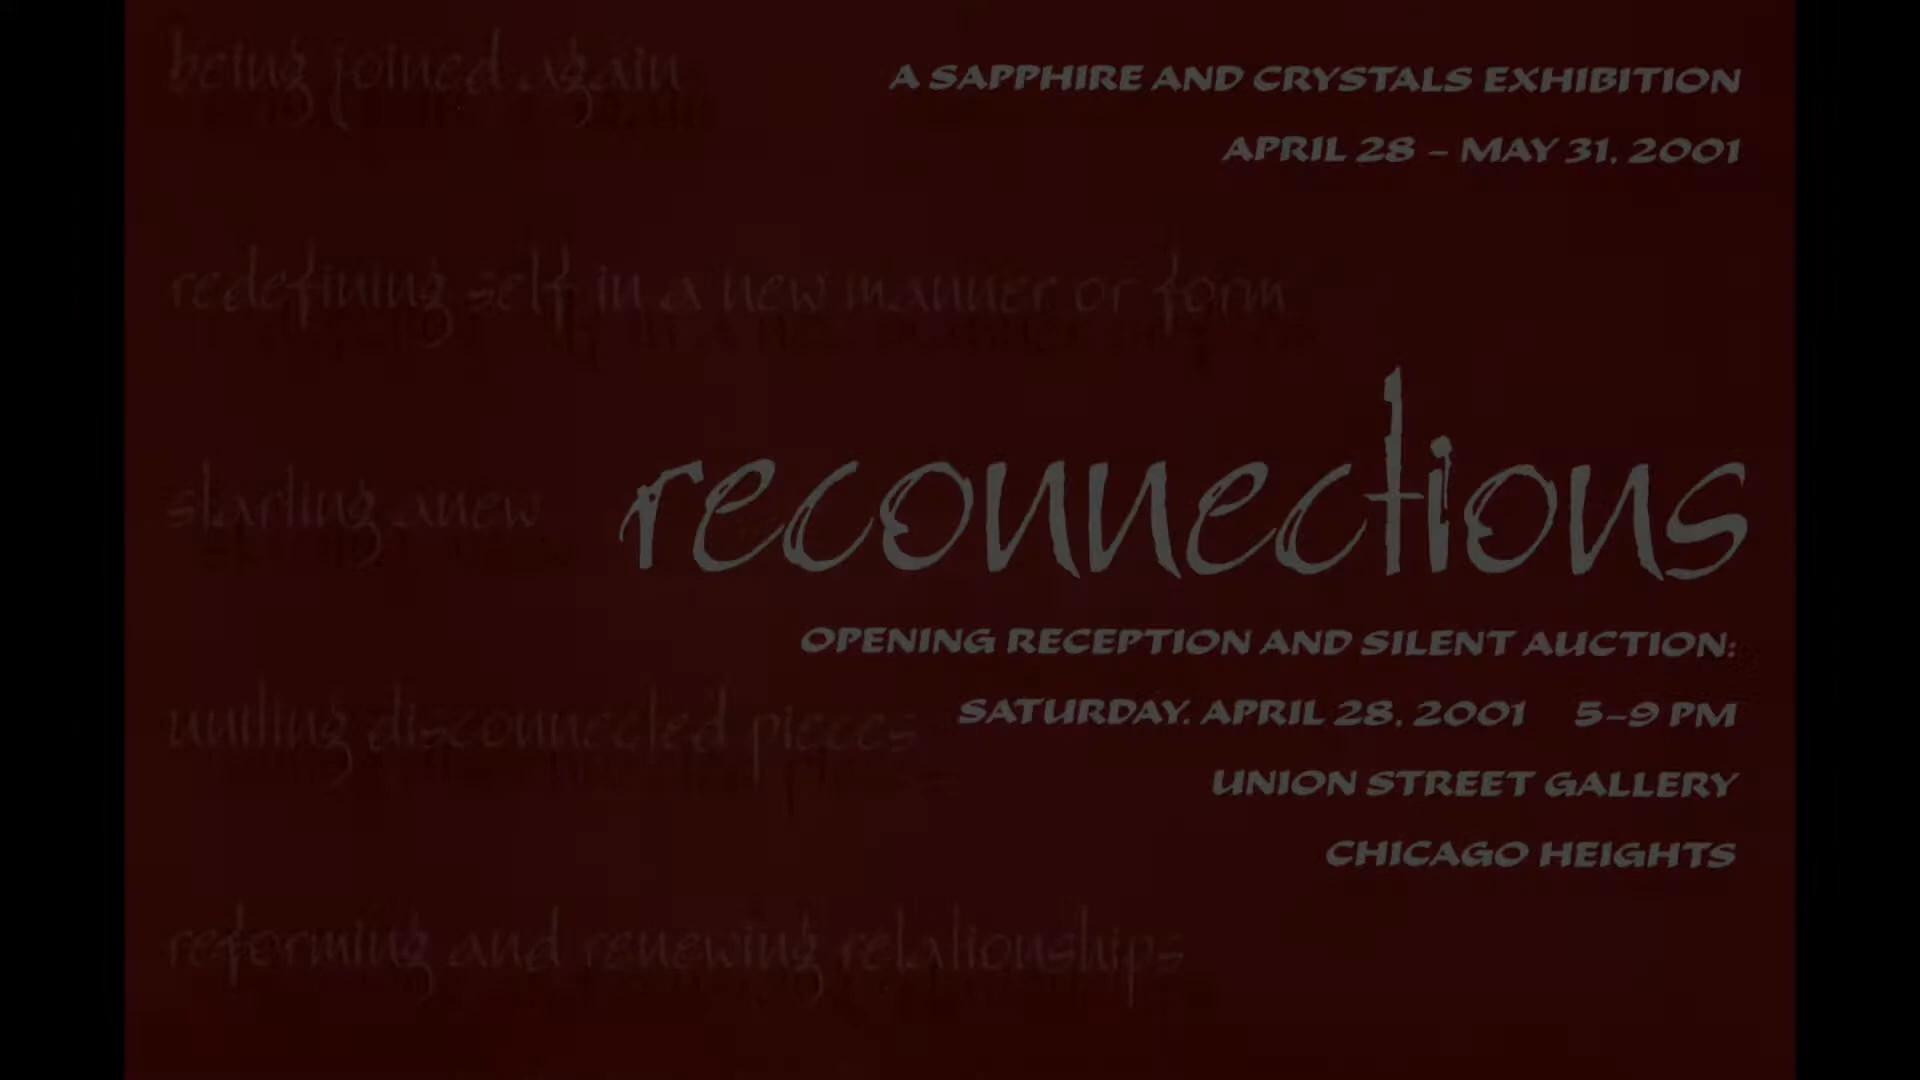 being joined again
A SAPPHIRE AND CRYSTALS EXHIBITION
APRIL 28 – MAY 31, 2001
redefining self in a new manner or form
starting anew
reconnections
OPENING RECEPTION AND SILENT AUCTION:
uniting disconnected pieces
SATURDAY, APRIL 28, 2001 5–9 PM
UNION STREET GALLERY
CHICAGO HEIGHTS
reforming and renewing relationships